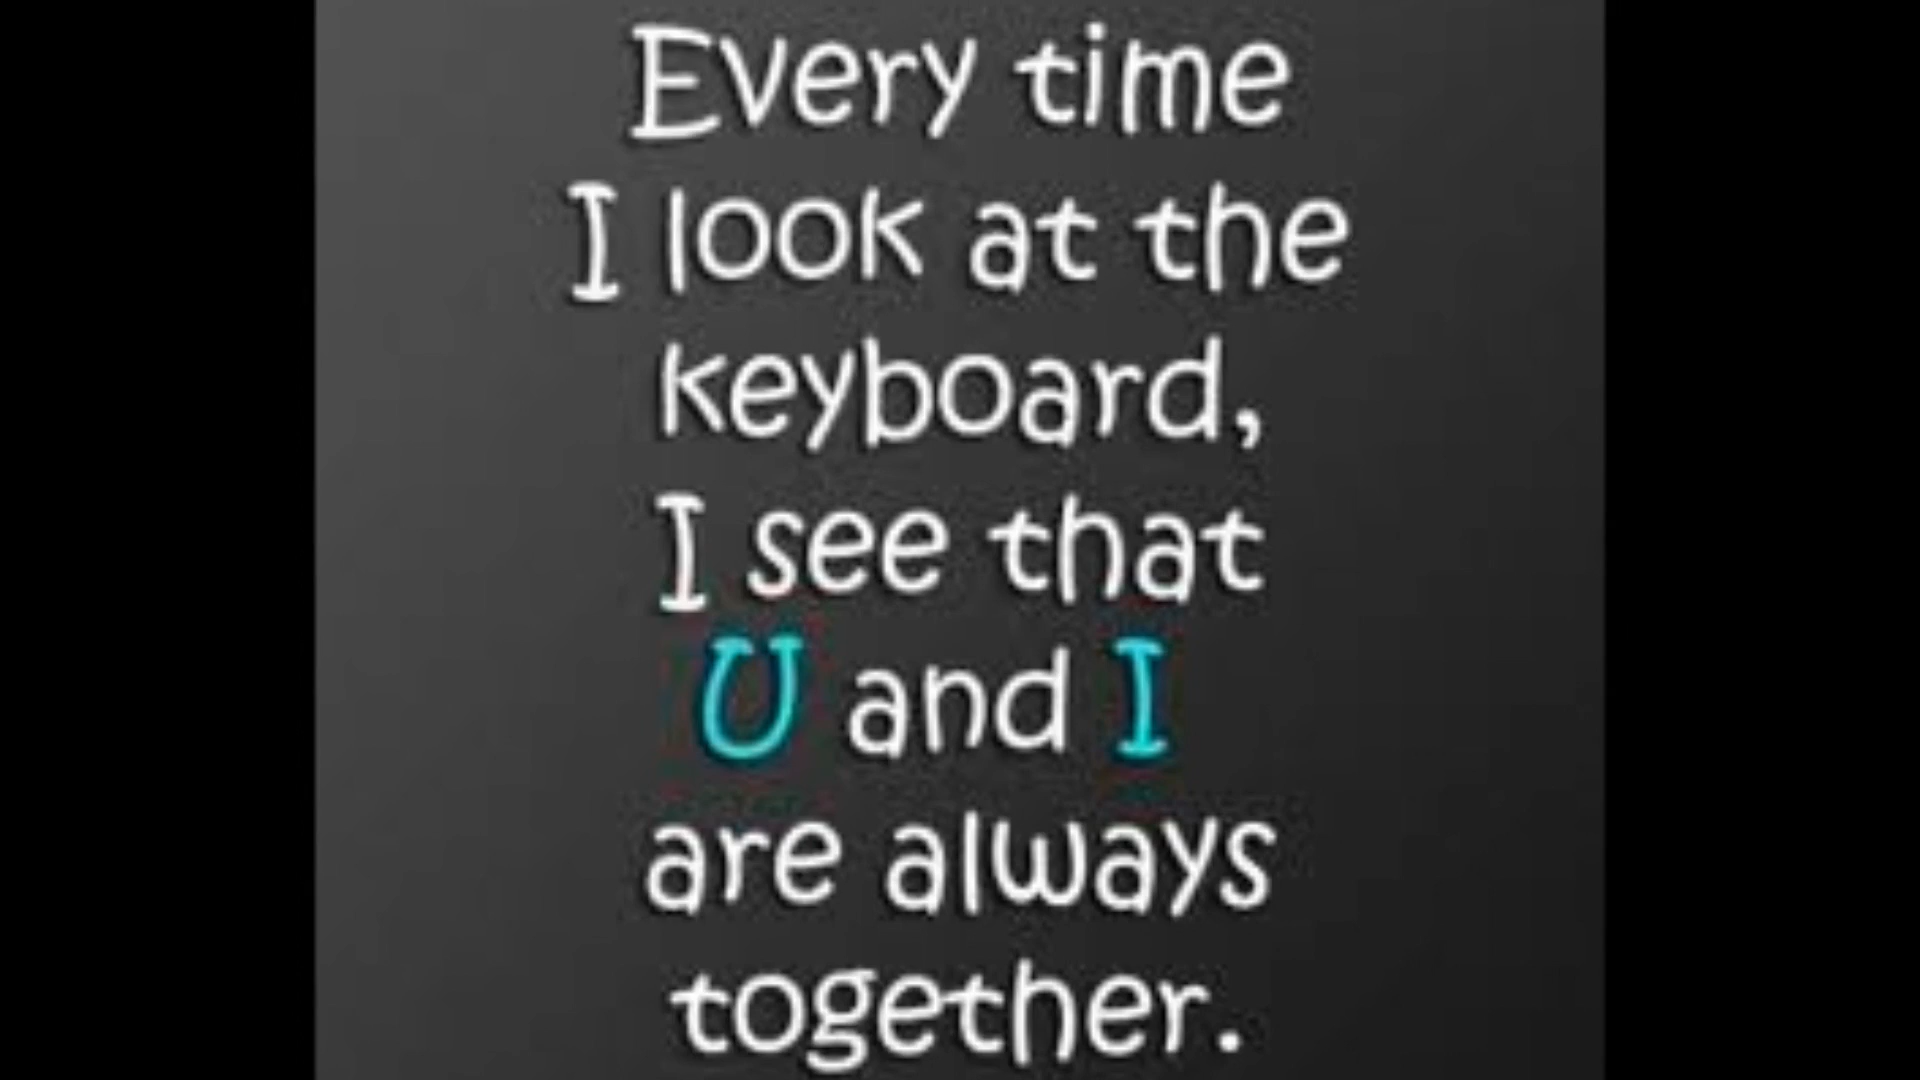 Every time
I look at the
keyboard,
I see that
U and I
are always
together.